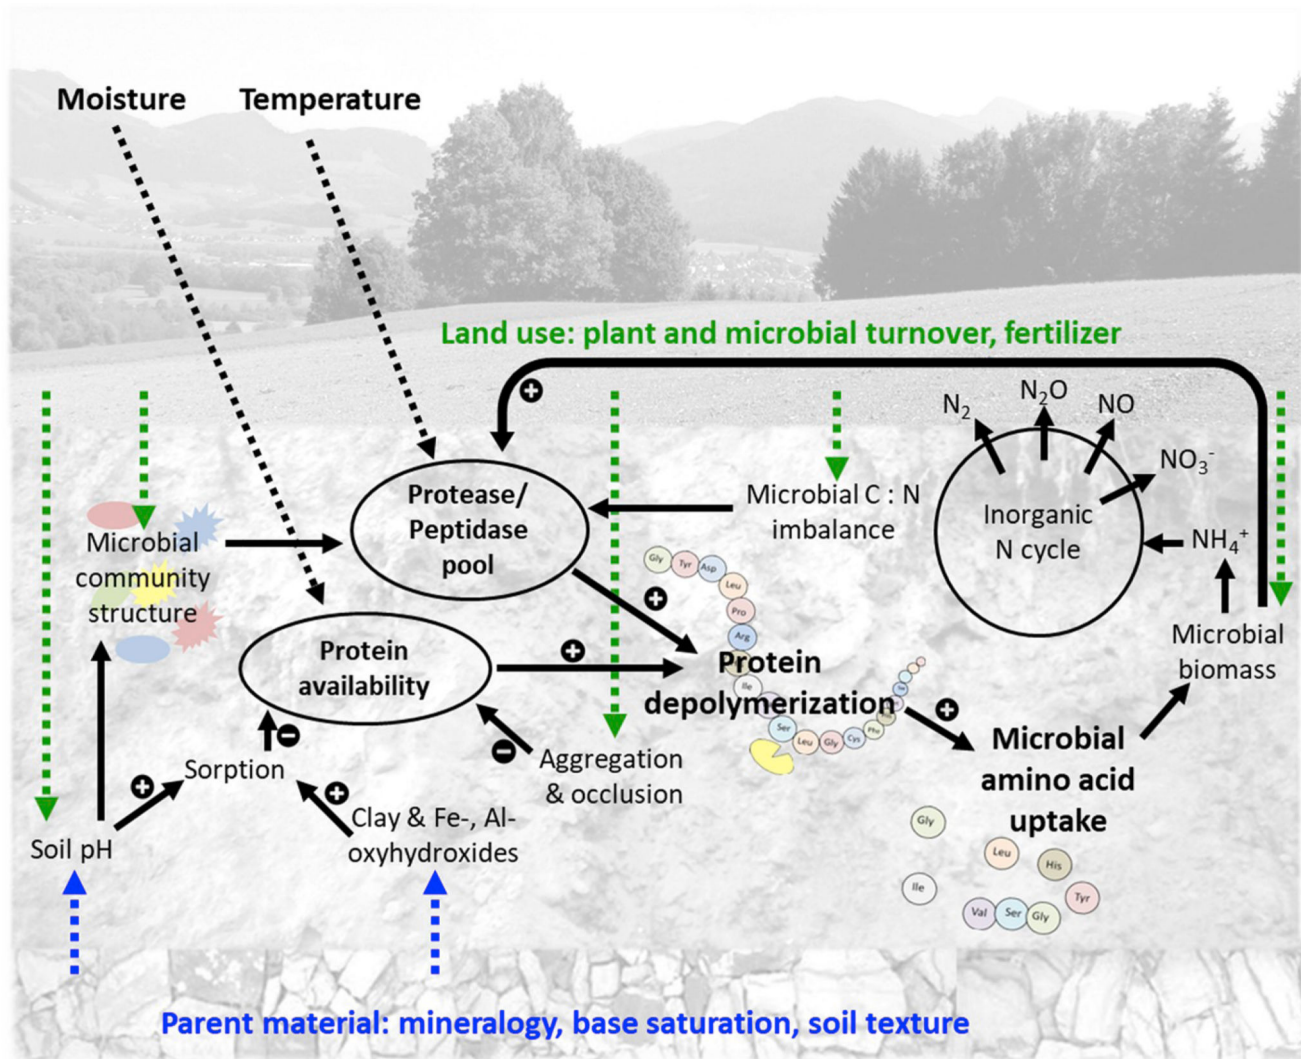 Moisture
Temperature
Land use: plant and microbial turnover, fertilizer
N2
N2O
NO
NO3-
NH4+
Inorganic
N cycle
Protease/
Peptidase
pool
Microbial C : N
imbalance
Microbial
community
structure
Protein
availability
Gly
Tyr
Asp
Leu
Pro
Arg
Ile
Ser
Leu
Gly
Cys
Phe
Protein
depolymerization
Microbial
biomass
Sorption
Aggregation
& occlusion
Microbial
amino acid
uptake
Soil pH
Clay & Fe-, Al-
oxyhydroxides
Gly
Leu
His
Ile
Tyr
Val
Ser
Gly
Parent material: mineralogy, base saturation, soil texture